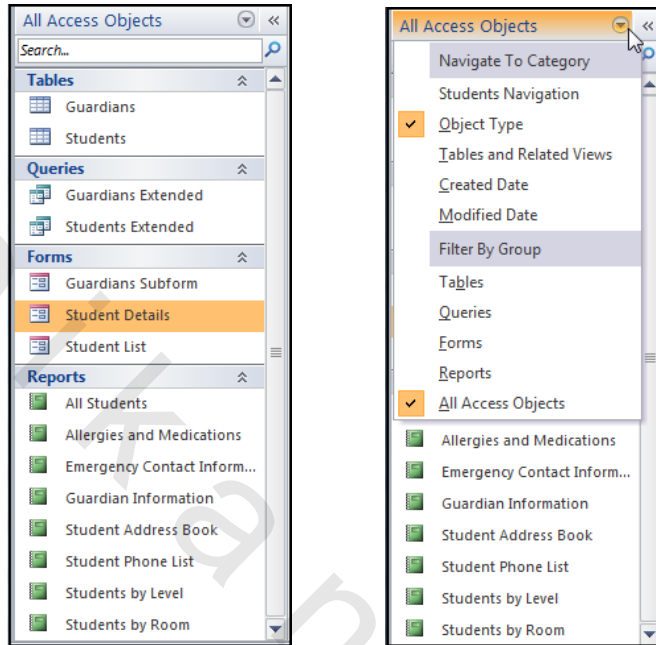 All Access Objects
Search...
Tables
Guardians
Students
Queries
Guardians Extended
Students Extended
Forms
Guardians Subform
Student Details
Student List
Reports
All Students
Allergies and Medications
Emergency Contact Inform...
Guardian Information
Student Address Book
Student Phone List
Students by Level
Students by Room
All Access Objects
Navigate To Category
Students Navigation
Object Type
Tables and Related Views
Created Date
Modified Date
Filter By Group
Tables
Queries
Forms
Reports
All Access Objects
Allergies and Medications
Emergency Contact Inform...
Guardian Information
Student Address Book
Student Phone List
Students by Level
Students by Room